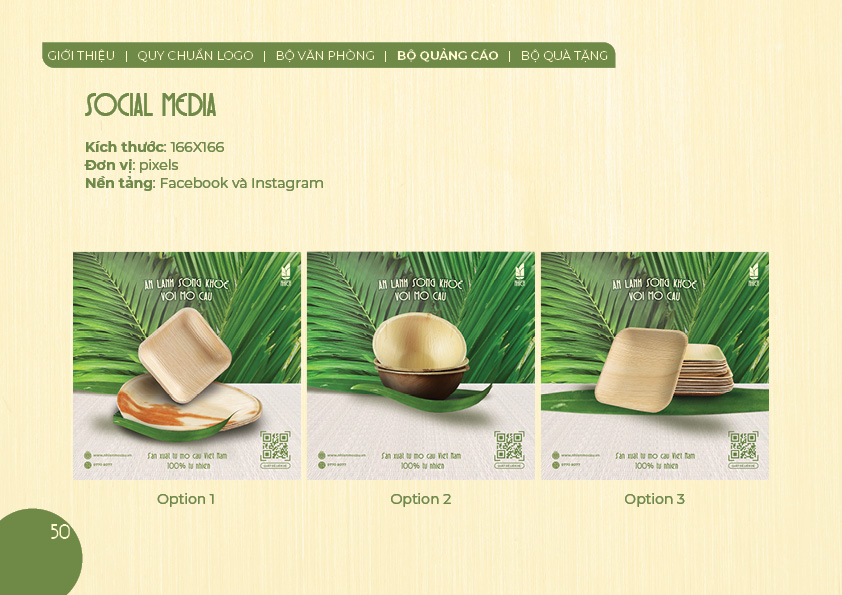 GIỚI THIỆU | QUY CHUẨN LOGO | BỘ VĂN PHÒNG | BỘ QUẢNG CÁO | BỘ QUÀ TẶNG
SOCIAL MEDIA
Kích thước: 166X166
Đơn vị: pixels
Nền tảng: Facebook và Instagram
ĂN LÀNH SỐNG KHOẺ
VỚI MO CAU
Sản xuất từ mo cau Việt Nam
100% tự nhiên
Option 1
ĂN LÀNH SỐNG KHOẺ
VỚI MO CAU
Sản xuất từ mo cau Việt Nam
100% tự nhiên
Option 2
ĂN LÀNH SỐNG KHOẺ
VỚI MO CAU
Sản xuất từ mo cau Việt Nam
100% tự nhiên
Option 3
50